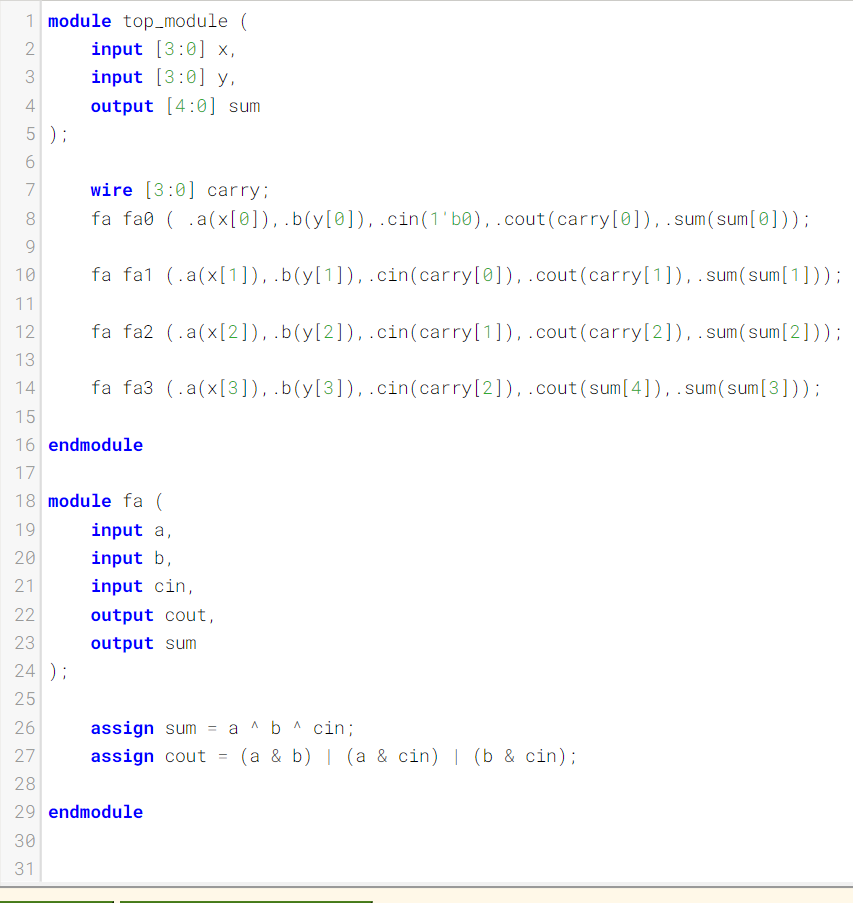 1 module top_module (
2     input [3:0] x,
3     input [3:0] y,
4     output [4:0] sum
5 );
6
7     wire [3:0] carry;
8     fa fa0 ( .a(x[0]),.b(y[0]),.cin(1'b0),.cout(carry[0]),.sum(sum[0]));
9
10     fa fa1 (.a(x[1]),.b(y[1]),.cin(carry[0]),.cout(carry[1]),.sum(sum[1]));
11
12     fa fa2 (.a(x[2]),.b(y[2]),.cin(carry[1]),.cout(carry[2]),.sum(sum[2]));
13
14     fa fa3 (.a(x[3]),.b(y[3]),.cin(carry[2]),.cout(sum[4]),.sum(sum[3]));
15
16 endmodule
17
18 module fa (
19     input a,
20     input b,
21     input cin,
22     output cout,
23     output sum
24 );
25
26     assign sum = a ^ b ^ cin;
27     assign cout = (a & b) | (a & cin) | (b & cin);
28
29 endmodule
30
31